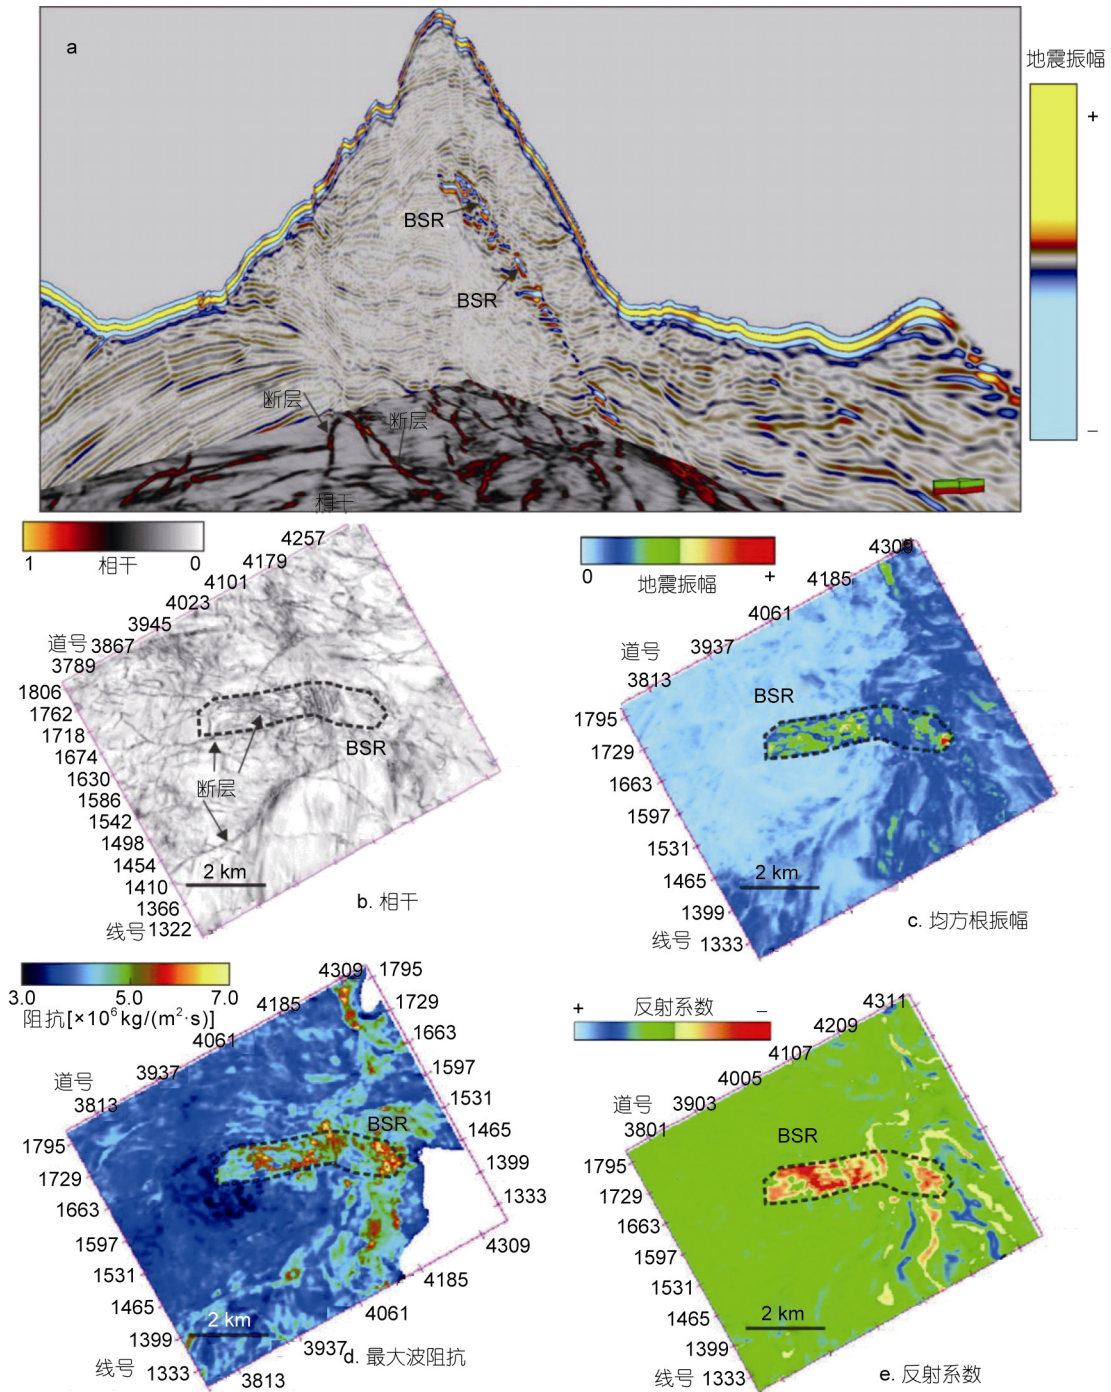 a
地震振幅
+
BSR
BSR
断层
断层
相干
−
1 相干 0
4257
4179
4101
4023
3945
道号 3867
3789
1806
1762
1718
1674
1630
1586
1542
1498
1454
1410
1366
线号 1322
BSR
断层
2 km
b. 相干
0 地震振幅 +
4309
4185
4061
3937
道号
3813
BSR
1795
1729
1663
1597
1531
1465
1399
线号 1333
2 km
c. 均方根振幅
3.0 5.0 7.0
阻抗[×10⁶kg/(m²·s)]
4309
4185
4061
3937
道号
3813
1795
1729
1663
1597
1531
1465
1399
1333
4309
4185
4061
3937
3813
1795
1729
1663
1597
1531
1465
1399
线号 1333
BSR
2 km
d. 最大波阻抗
+ 反射系数 −
4311
4209
4107
4005
道号 3903
3801
BSR
1795
1729
1663
1597
1531
1465
1399
线号 1333
2 km
e. 反射系数